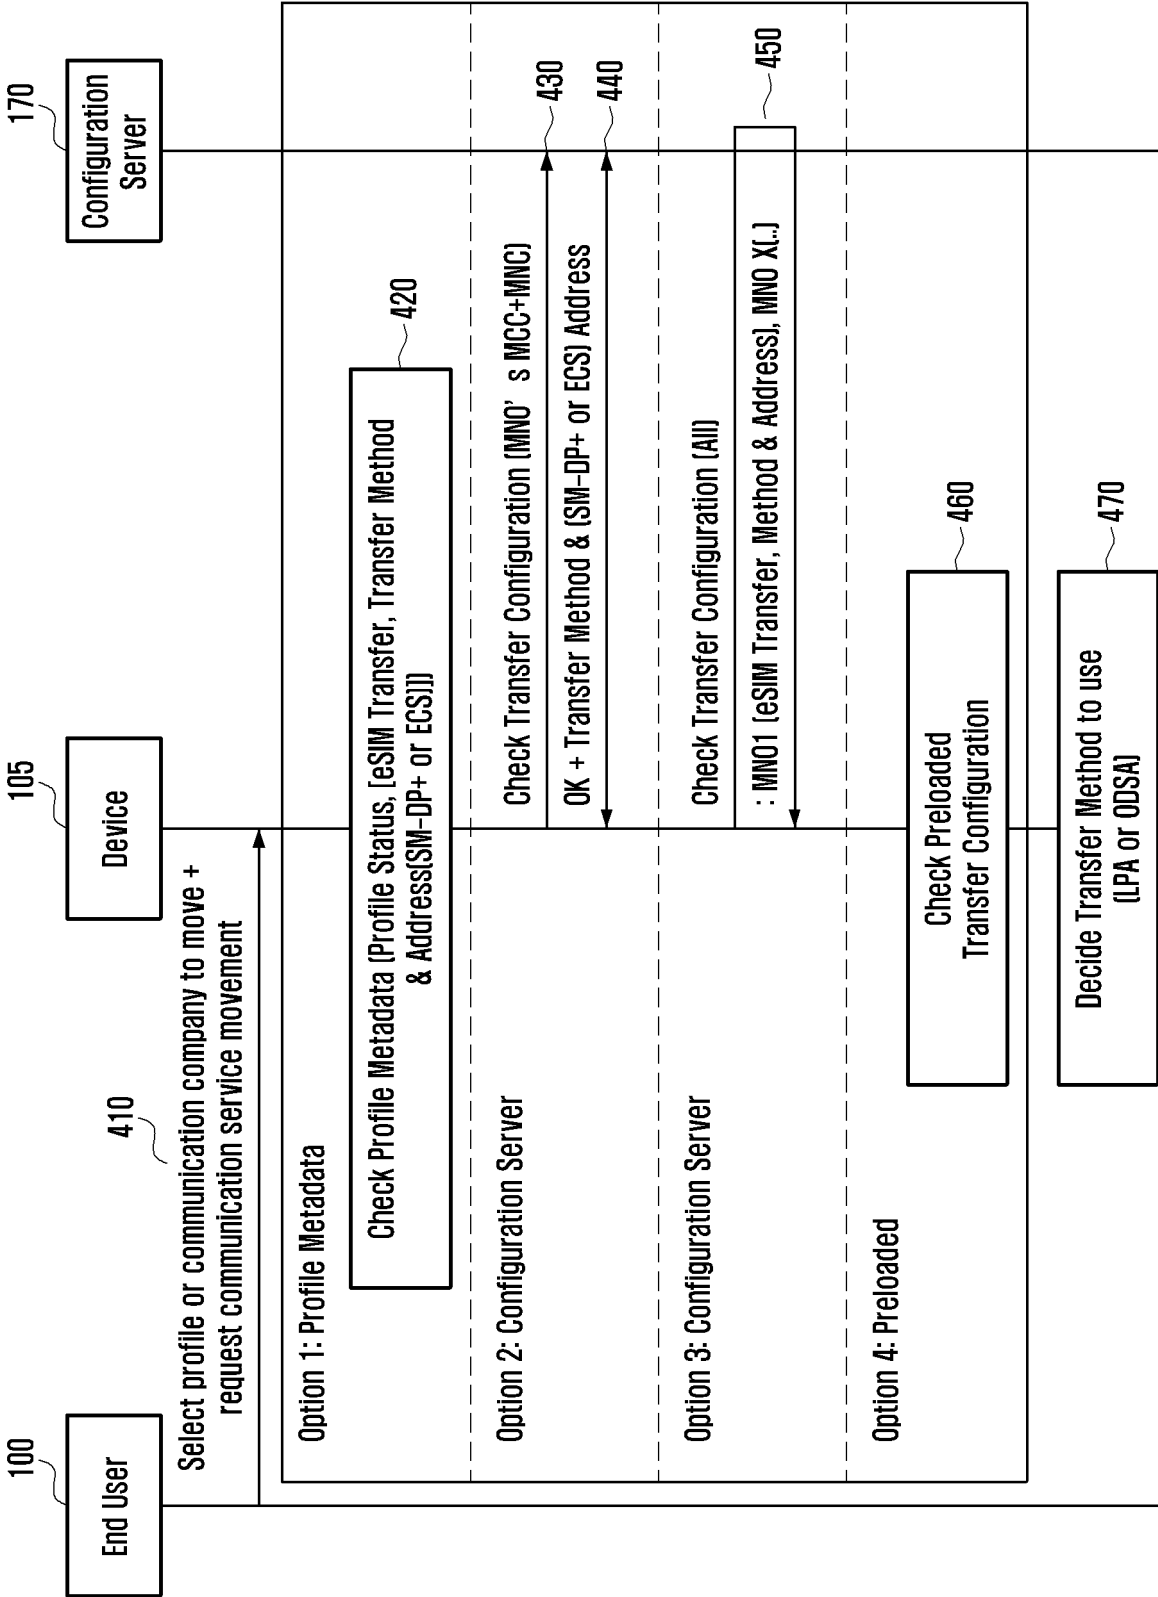 100
End User
105
Device
170
Configuration
Server
410
Select profile or communication company to move +
request communication service movement
Option 1: Profile Metadata
Check Profile Metadata (Profile Status, [eSIM Transfer, Transfer Method
& Address(SM-DP+ or ECS)]))
420
Option 2: Configuration Server
Check Transfer Configuration (MNO' s MCC+MNC)
430
OK + Transfer Method & (SM-DP+ or ECS) Address
440
Option 3: Configuration Server
Check Transfer Configuration (All)
: MNO1 [eSIM Transfer, Method & Address], MNO X[..]
450
Option 4: Preloaded
Check Preloaded
Transfer Configuration
460
Decide Transfer Method to use
(LPA or ODSA)
470